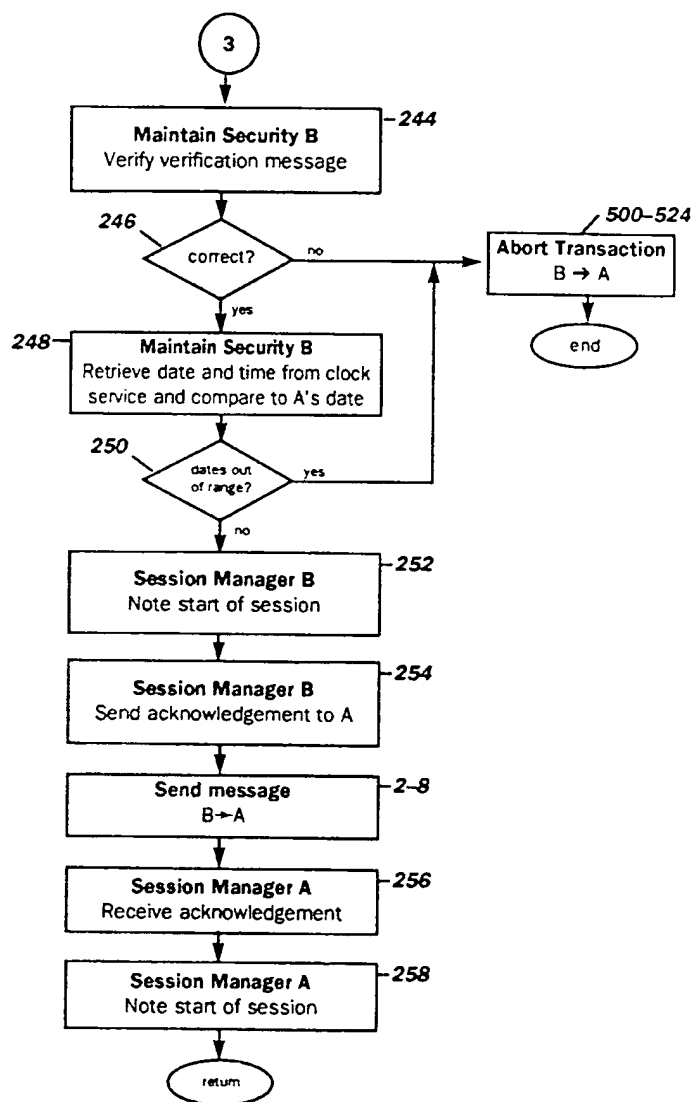 3
Maintain Security B
Verify verification message
244
246
correct?
no
yes
500-524
Abort Transaction
B → A
end
248
Maintain Security B
Retrieve date and time from clock
service and compare to A's date
250
dates out
of range?
yes
no
Session Manager B
Note start of session
252
Session Manager B
Send acknowledgement to A
254
Send message
B→A
2-8
Session Manager A
Receive acknowledgement
256
Session Manager A
Note start of session
258
return